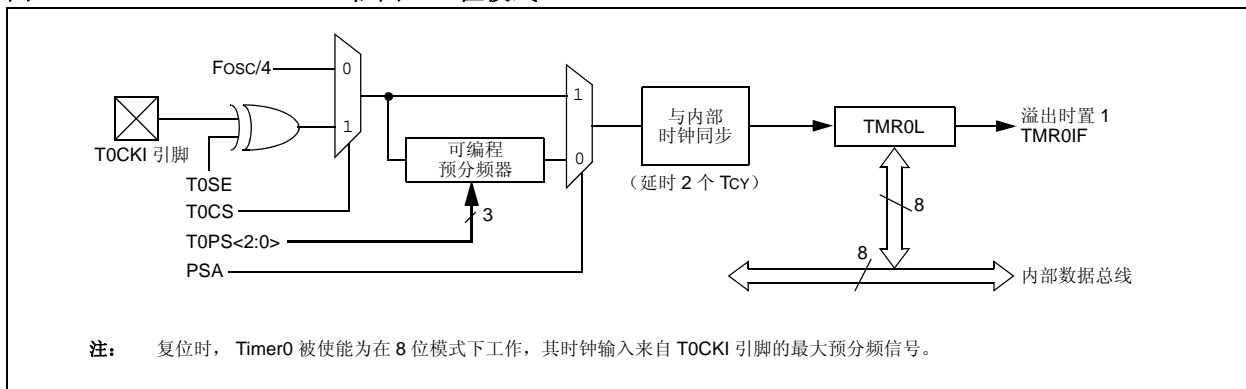 FOSC/4
0
1
T0CKI 引脚
T0SE
T0CS
T0PS<2:0>
PSA
可编程
预分频器
3
1
0
与内部
时钟同步
（延时 2 个 TCY）
TMR0L
溢出时置 1
TMR0IF
8
8
内部数据总线
注： 复位时， Timer0 被使能为在 8 位模式下工作，其时钟输入来自 T0CKI 引脚的最大预分频信号。